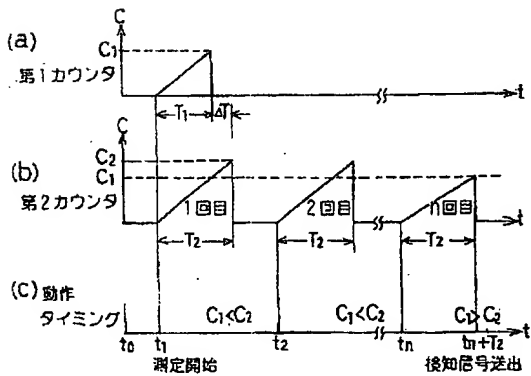 (a)
第1カウンタ
C
C1
t
T1
ΔT
(b)
第2カウンタ
C
C2
C1
1回目
2回目
n回目
T2
T2
T2
t
(C) 動作
タイミング
C1<C2
C1<C2
C1>C2
t
t0
t1
t2
tn
tn+T2
測定開始
後知信号送出